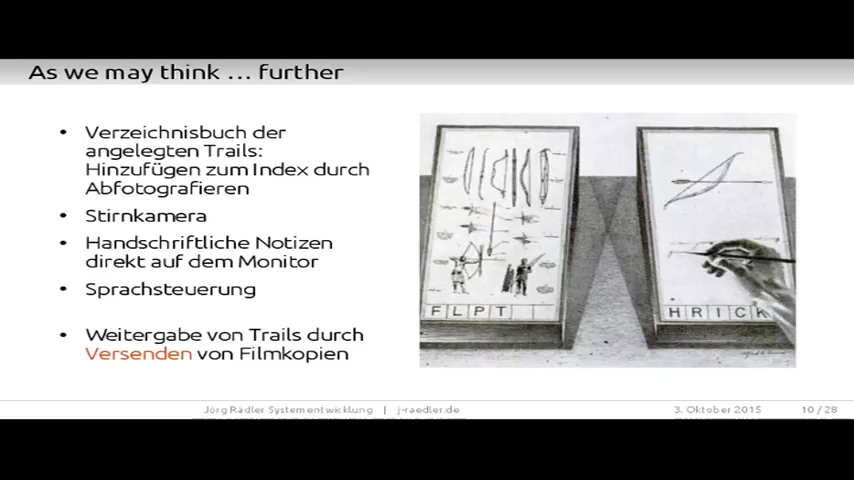 As we may think … further
• Verzeichnisbuch der
angelegten Trails:
Hinzufügen zum Index durch
Abfotografieren
• Stirnkamera
• Handschriftliche Notizen
direkt auf dem Monitor
• Sprachsteuerung
• Weitergabe von Trails durch
Versenden von Filmkopien
F L P T
H R I C K
Jörg Rädler Systementwicklung | j-raedler.de
3. Oktober 2015
10 / 28